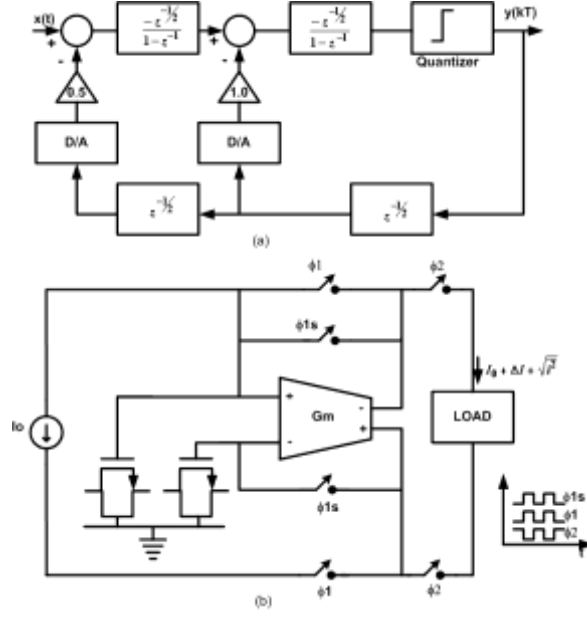 x(t)
+
-
-z^-1/2
1-z^-1
+
-
-z^-1/2
1-z^-1
Quantizer
y(kT)
0.5
1.0
D/A
D/A
z^-1/2
z^-1/2
(a)
ϕ1
ϕ2
ϕ1s
Io
+
-
Gm
-
+
I0 + ΔI + √i²
LOAD
ϕ1s
ϕ1
ϕ2
ϕ1s
ϕ1
ϕ2
(b)